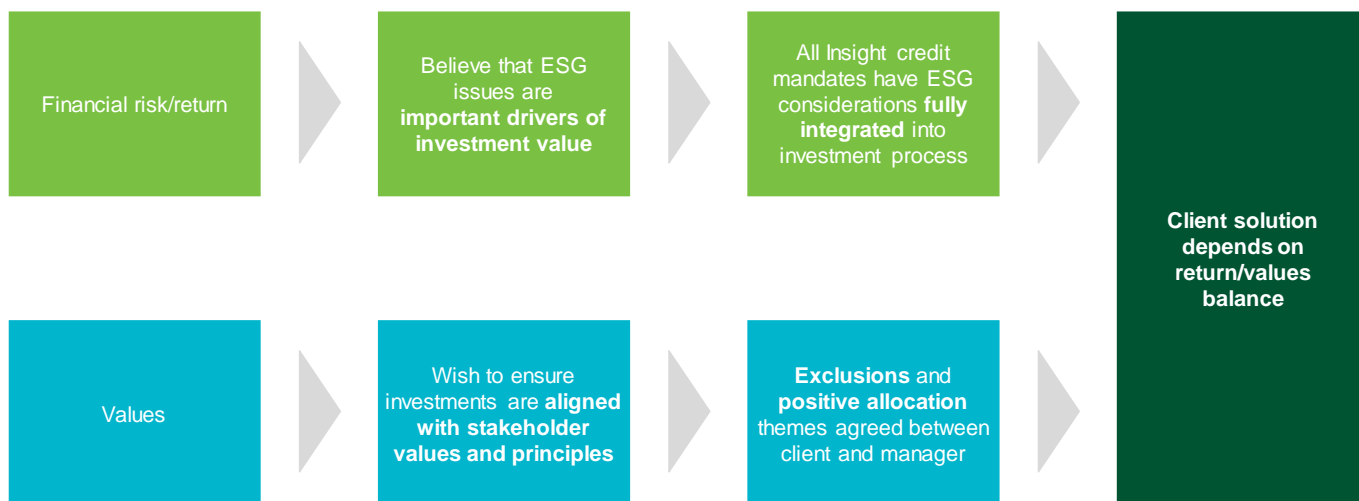 Financial risk/return
Believe that ESG
issues are
important drivers of
investment value
All Insight credit
mandates have ESG
considerations fully
integrated into
investment process
Client solution
depends on
return/values
balance
Values
Wish to ensure
investments are aligned
with stakeholder
values and principles
Exclusions and
positive allocation
themes agreed between
client and manager